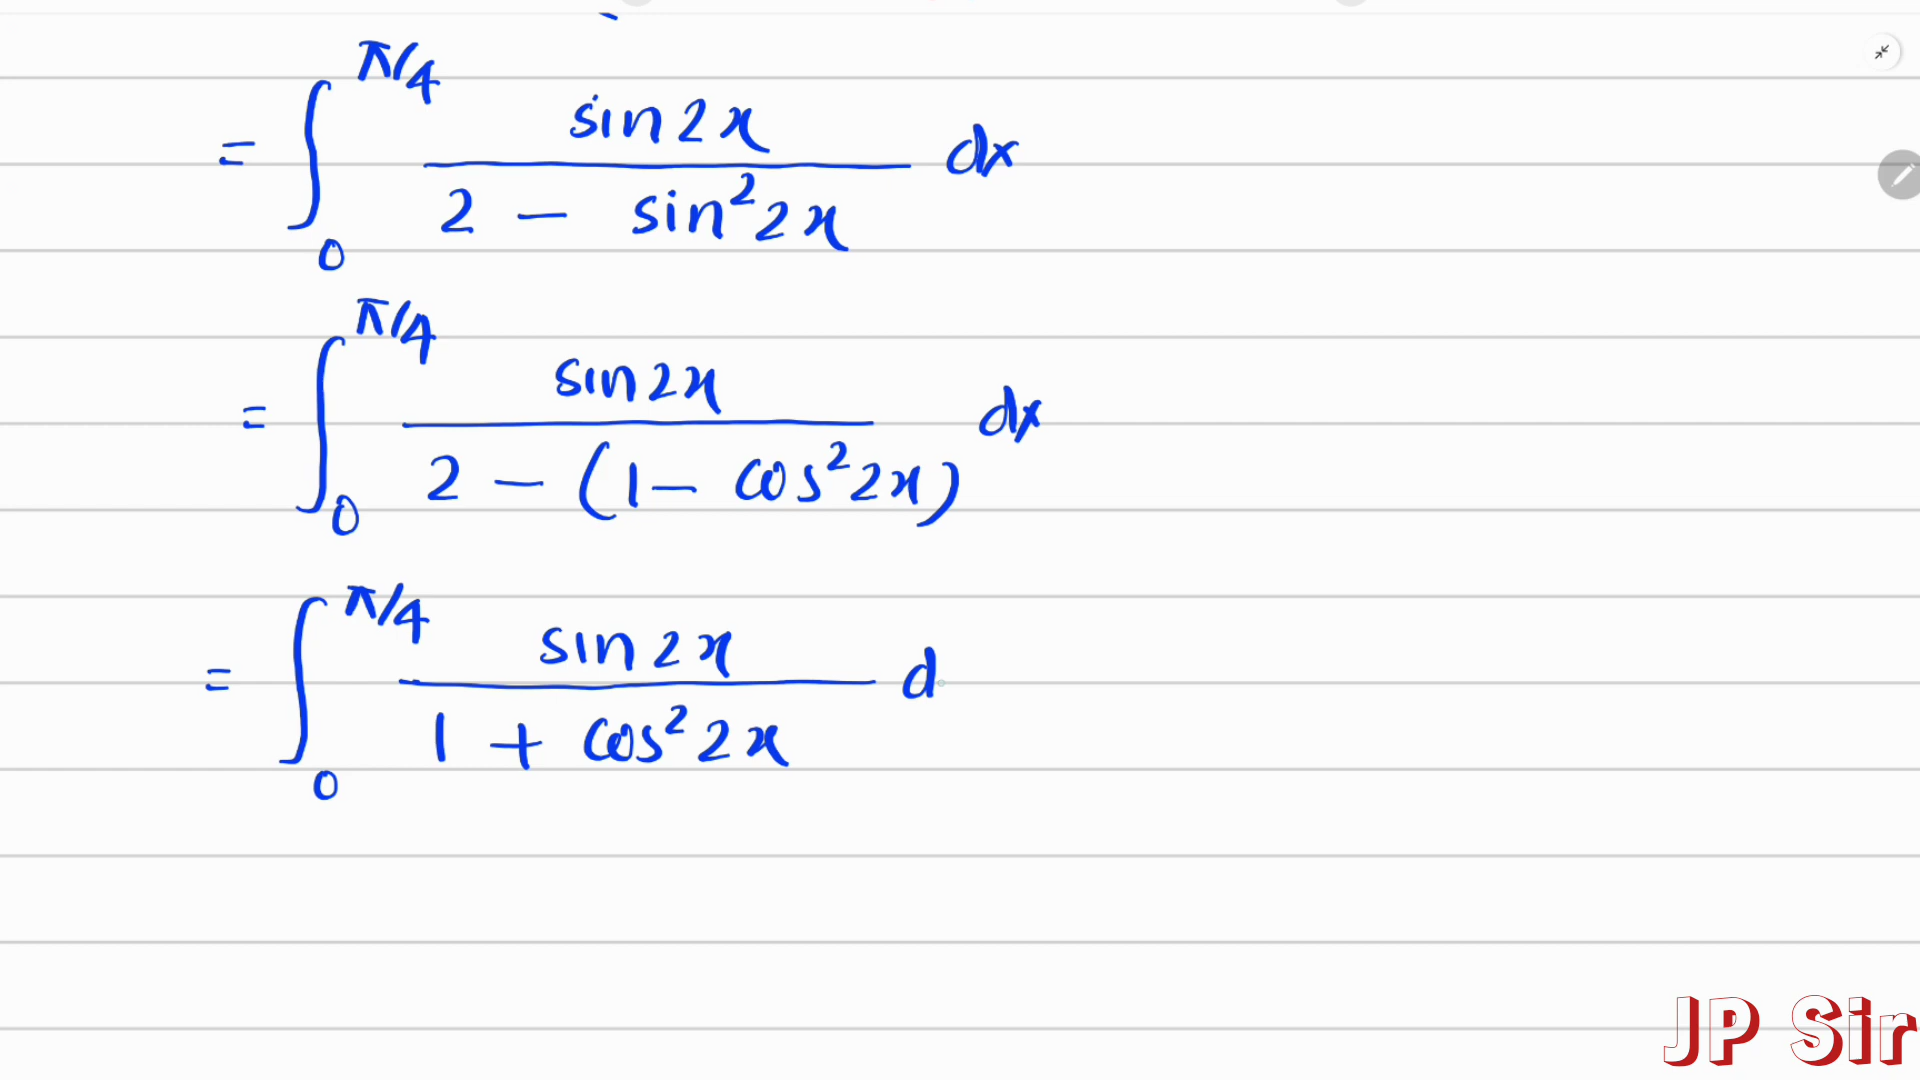 = ∫₀^π/4 sin2x / (2 - sin²2x) dx
= ∫₀^π/4 sin2x / (2 - (1 - cos²2x)) dx
= ∫₀^π/4 sin2x / (1 + cos²2x) d
JP Sir